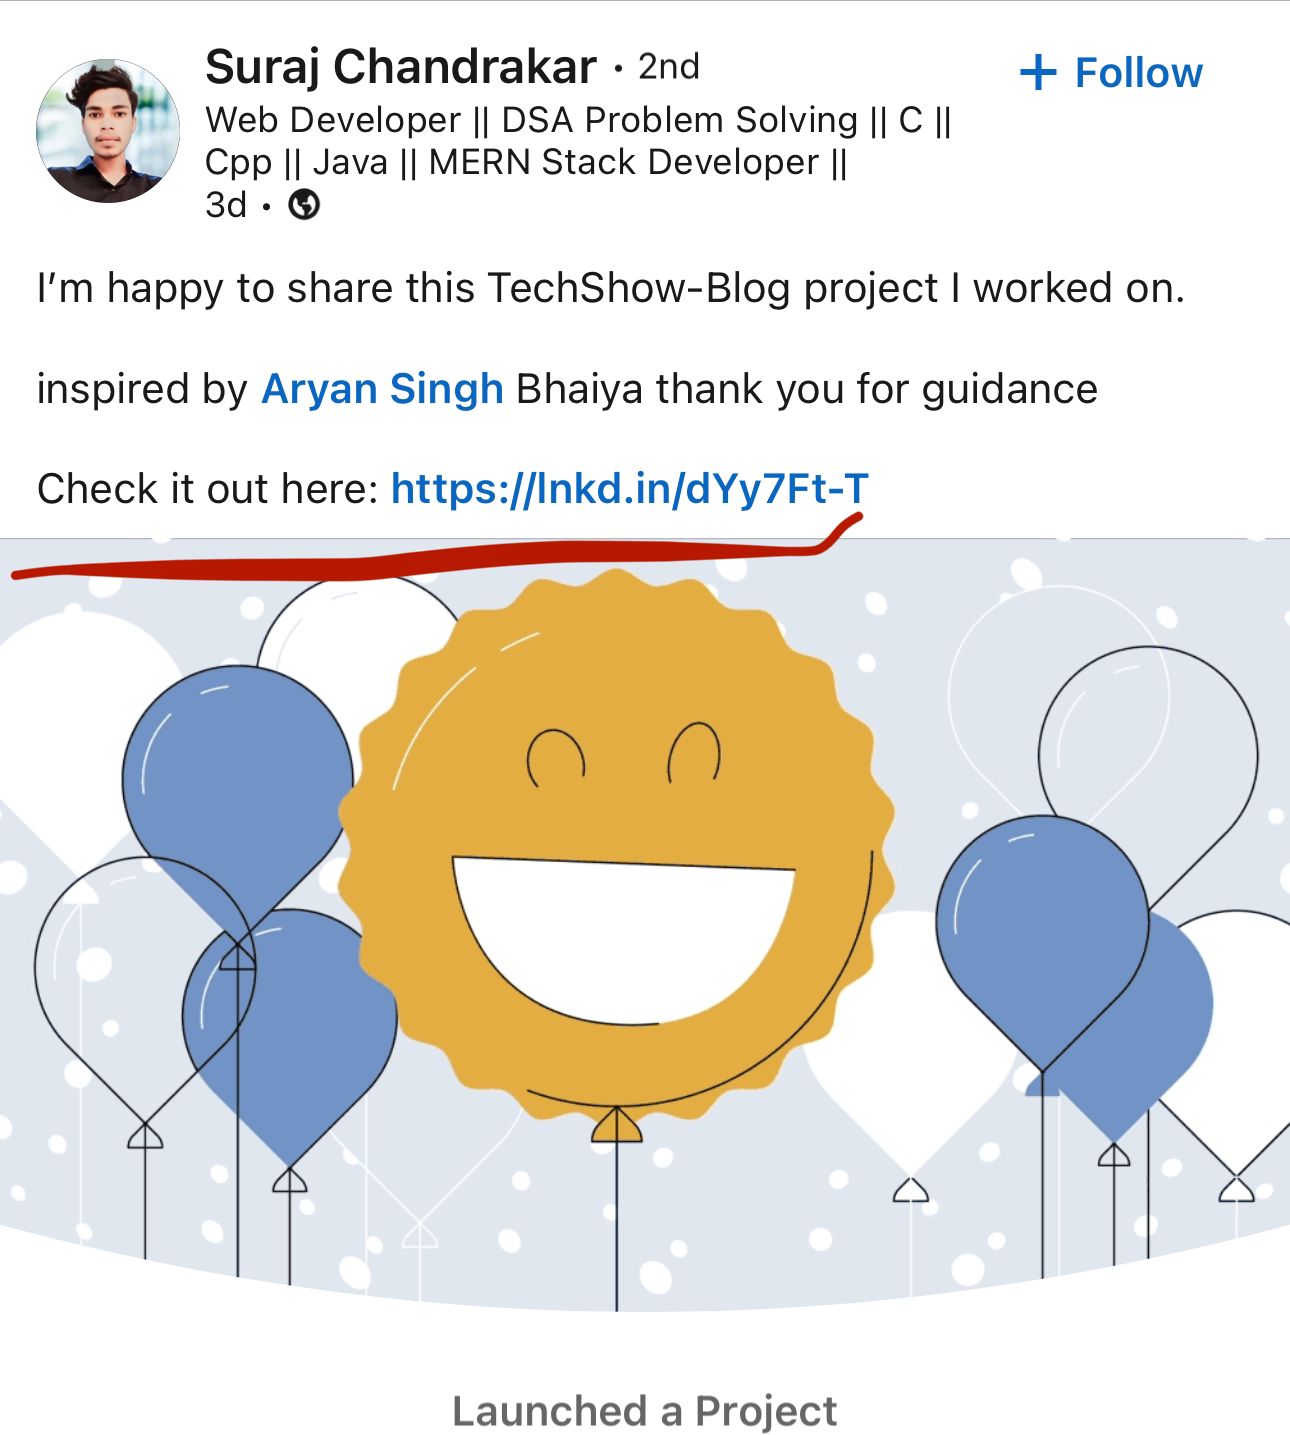 Suraj Chandrakar • 2nd
+ Follow
Web Developer || DSA Problem Solving || C ||
Cpp || Java || MERN Stack Developer ||
3d •
I’m happy to share this TechShow-Blog project I worked on.
inspired by Aryan Singh Bhaiya thank you for guidance
Check it out here: https://lnkd.in/dYy7Ft-T
Launched a Project